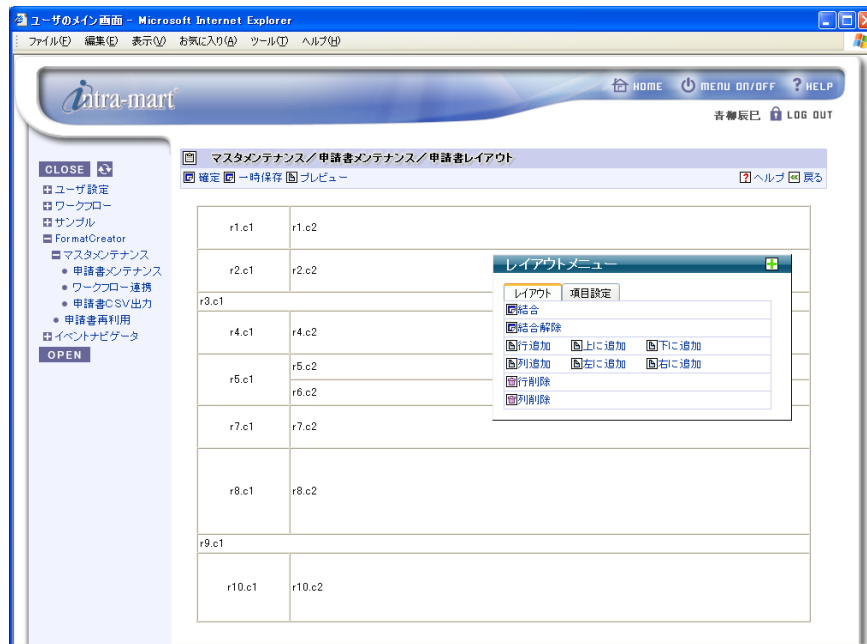 ユーザのメイン画面 - Microsoft Internet Explorer
ファイル(F) 編集(E) 表示(V) お気に入り(A) ツール(T) ヘルプ(H)
intra-mart
HOME MENU ON/OFF ? HELP
青柳辰巳 LOG OUT
CLOSE
ユーザ設定
ワークフロー
サンプル
FormatCreator
マスタメンテナンス
申請書メンテナンス
ワークフロー連携
申請書CSV出力
申請書再利用
イベントナビゲータ
OPEN
マスタメンテナンス/申請書メンテナンス/申請書レイアウト
確定 一時保存 プレビュー
? ヘルプ 戻る
r1.c1 r1.c2
r2.c1 r2.c2
r3.c1
r4.c1 r4.c2
r5.c1 r5.c2
r6.c2
r7.c1 r7.c2
r8.c1 r8.c2
r9.c1
r10.c1 r10.c2
レイアウトメニュー
レイアウト 項目設定
結合
結合解除
行追加 上に追加 下に追加
列追加 左に追加 右に追加
行削除
列削除